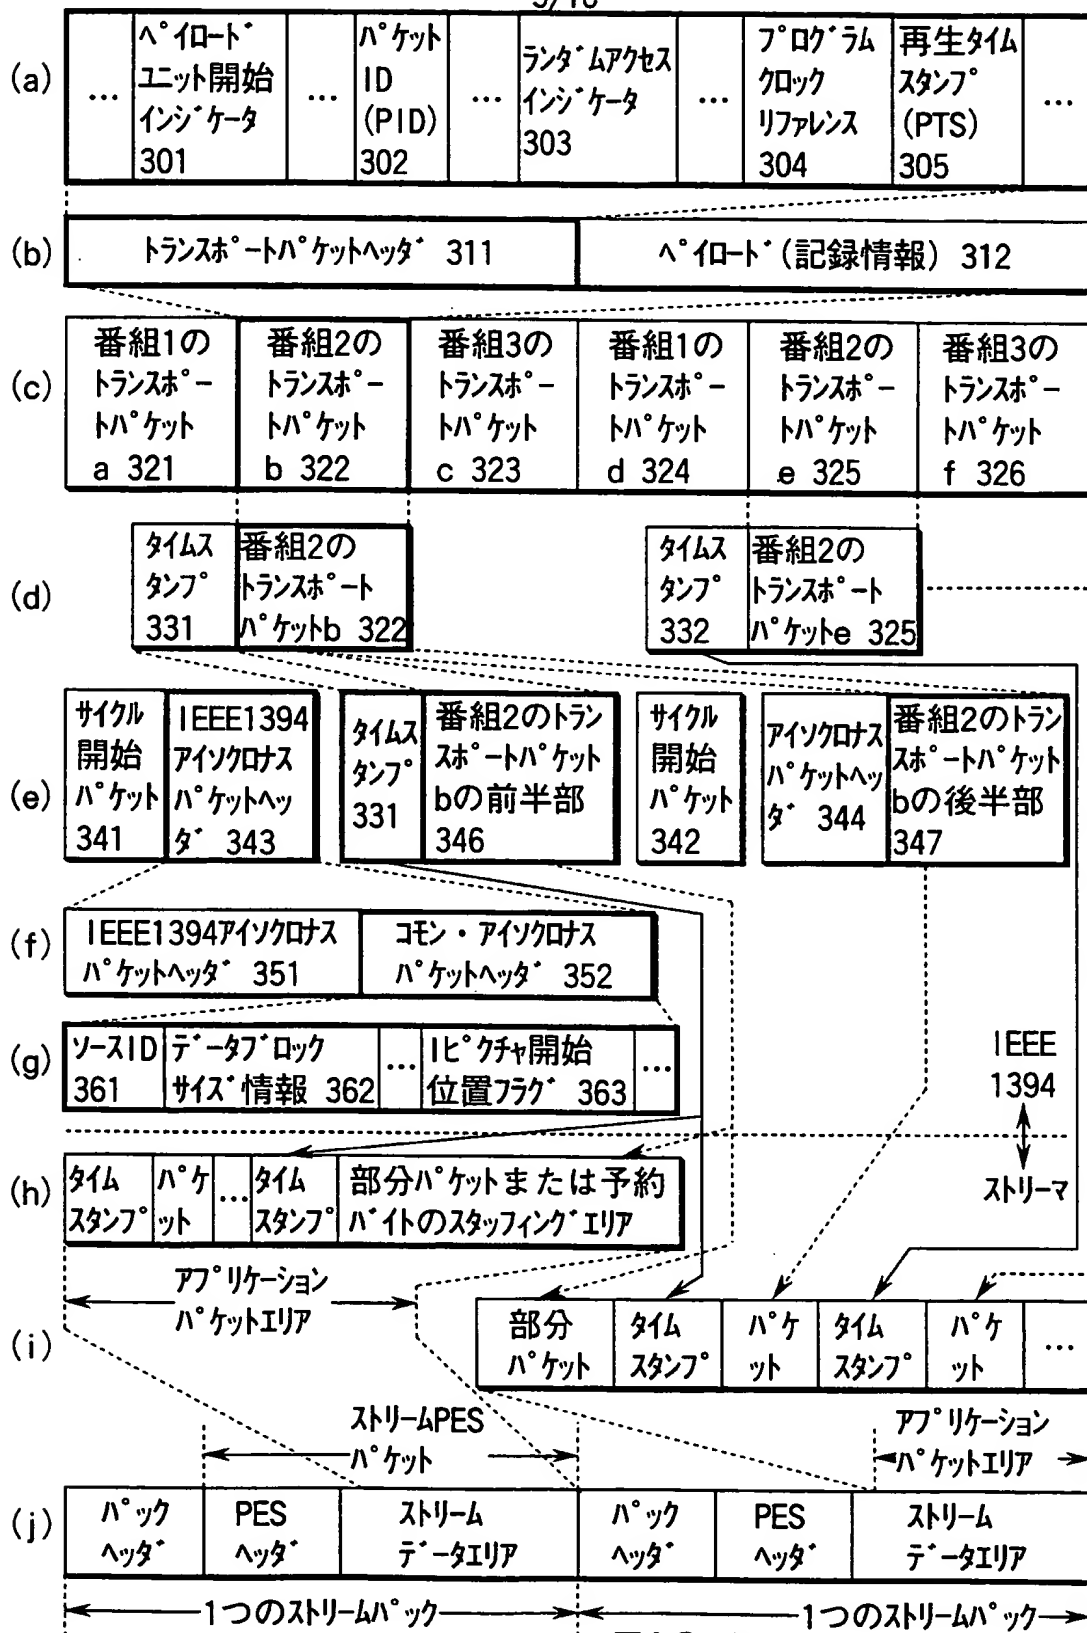 (a)
…
ペイロード
ユニット開始
インジケータ
301
…
パケット
ID
(PID)
302
…
ランダムアクセス
インジケータ
303
…
プログラム
クロック
リファレンス
304
再生タイム
スタンプ
(PTS)
305
…
(b)
トランスポートパケットヘッダ 311
ペイロード(記録情報) 312
(c)
番組1の
トランスポー
トパケット
a 321
番組2の
トランスポー
トパケット
b 322
番組3の
トランスポー
トパケット
c 323
番組1の
トランスポー
トパケット
d 324
番組2の
トランスポー
トパケット
e 325
番組3の
トランスポー
トパケット
f 326
(d)
タイムス
タンプ
331
番組2の
トランスポート
パケットb 322
タイムス
タンプ
332
番組2の
トランスポート
パケットe 325
(e)
サイクル
開始
パケット
341
IEEE1394
アイソクロナス
パケットヘッ
ダ 343
タイムス
タンプ
331
番組2のトラン
スポートパケット
bの前半部
346
サイクル
開始
パケット
342
アイソクロナス
パケットヘッ
ダ 344
番組2のトラン
スポートパケット
bの後半部
347
(f)
IEEE1394アイソクロナス
パケットヘッダ 351
コモン・アイソクロナス
パケットヘッダ 352
(g)
ソースID
361
データブロック
サイズ情報 362
…
Iピクチャ開始
位置フラグ 363
…
IEEE
1394
ストリーマ
(h)
タイム
スタンプ
パケ
ット
…
タイム
スタンプ
部分パケットまたは予約
バイトのスタッフィングエリア
アプリケーション
パケットエリア
(i)
部分
パケット
タイム
スタンプ
パケ
ット
タイム
スタンプ
パケ
ット
…
ストリームPES
パケット
アプリケーション
パケットエリア
(j)
パック
ヘッダ
PES
ヘッダ
ストリーム
データエリア
パック
ヘッダ
PES
ヘッダ
ストリーム
データエリア
1つのストリームパック
1つのストリームパック